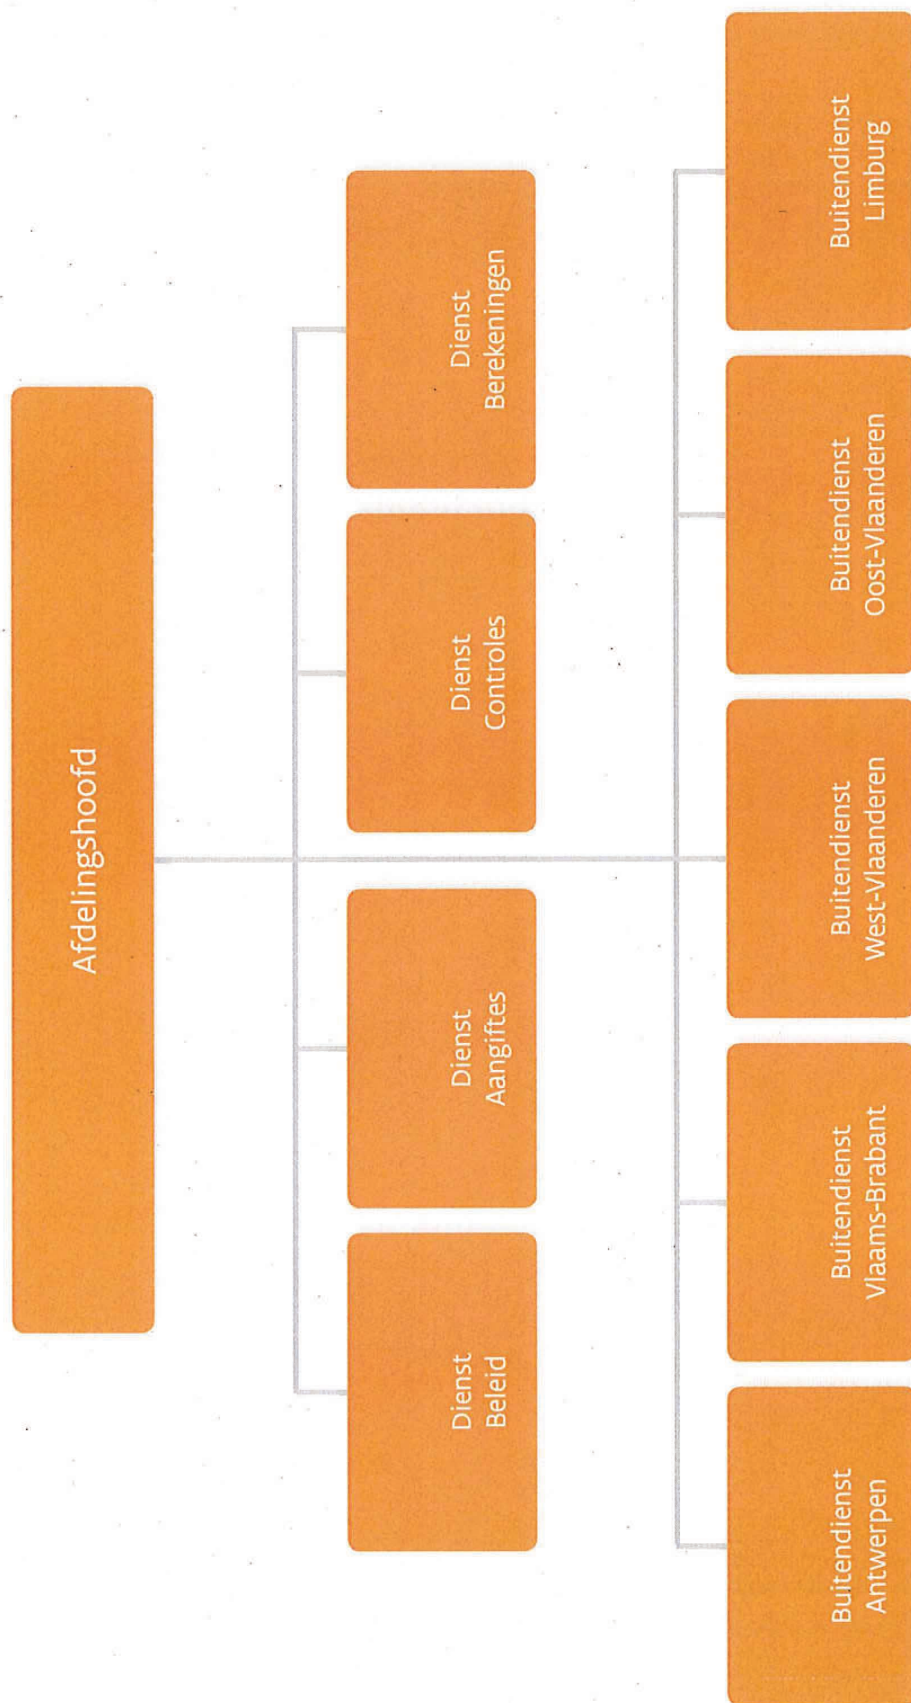 Afdelingshoofd
Dienst
Beleid
Dienst
Aangiftes
Dienst
Controles
Dienst
Berekeningen
Buitendienst
Antwerpen
Buitendienst
Vlaams-Brabant
Buitendienst
West-Vlaanderen
Buitendienst
Oost-Vlaanderen
Buitendienst
Limburg